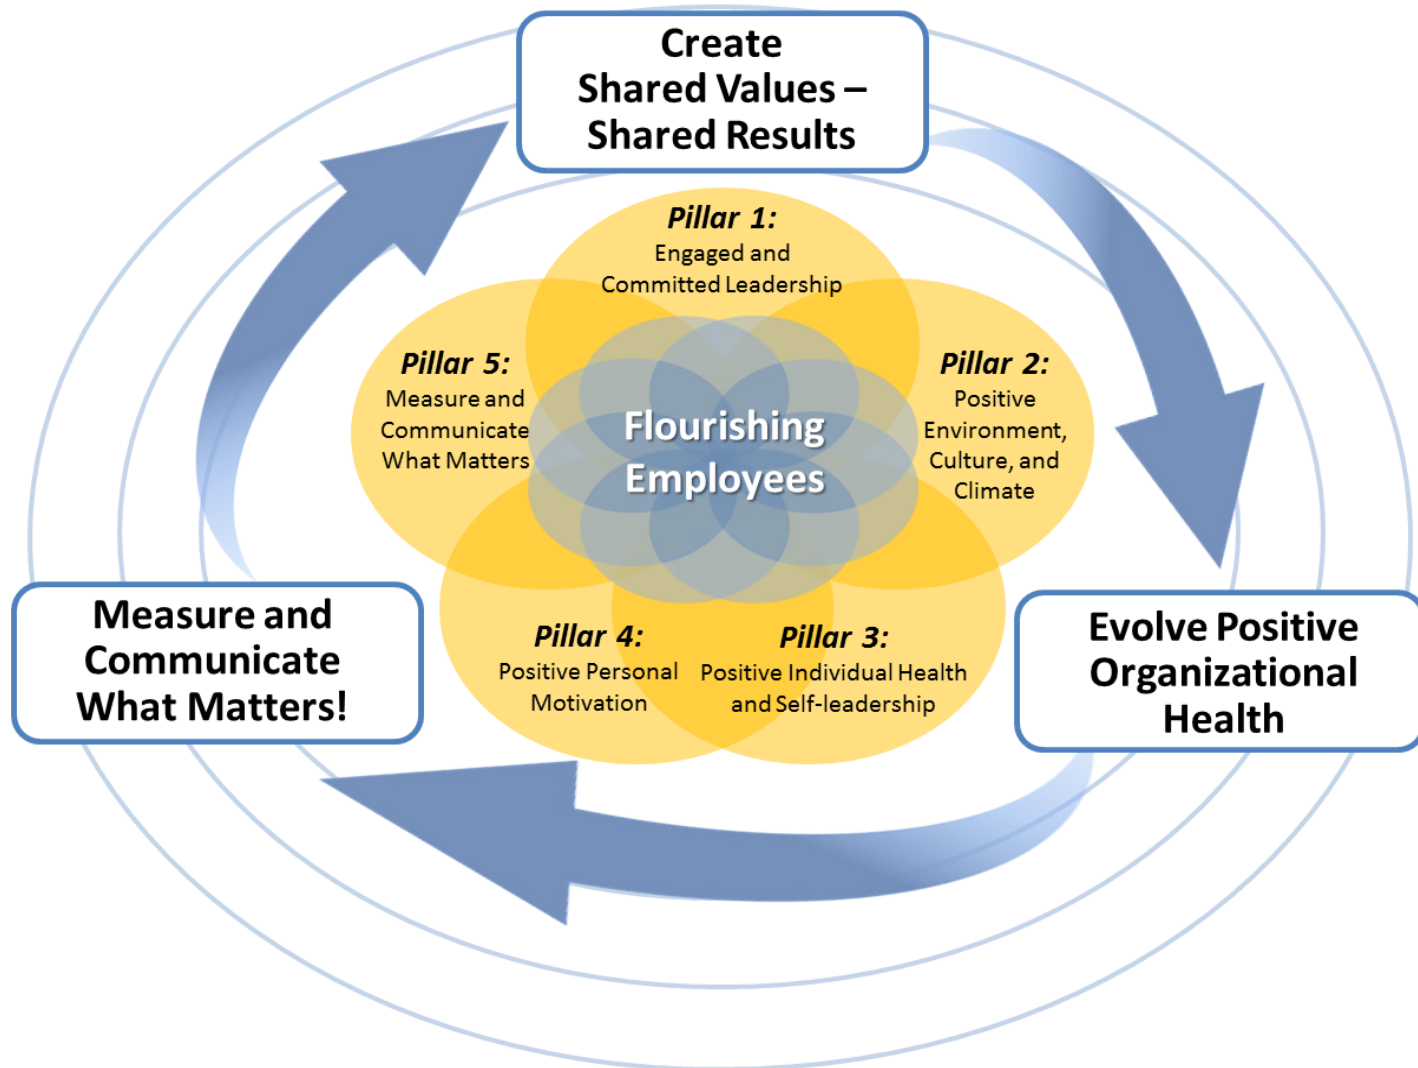 Create
Shared Values –
Shared Results
Pillar 1:
Engaged and
Committed Leadership
Pillar 5:
Measure and
Communicate
What Matters
Pillar 2:
Positive
Environment,
Culture, and
Climate
Flourishing
Employees
Measure and
Communicate
What Matters!
Pillar 4:
Positive Personal
Motivation
Pillar 3:
Positive Individual Health
and Self-leadership
Evolve Positive
Organizational
Health